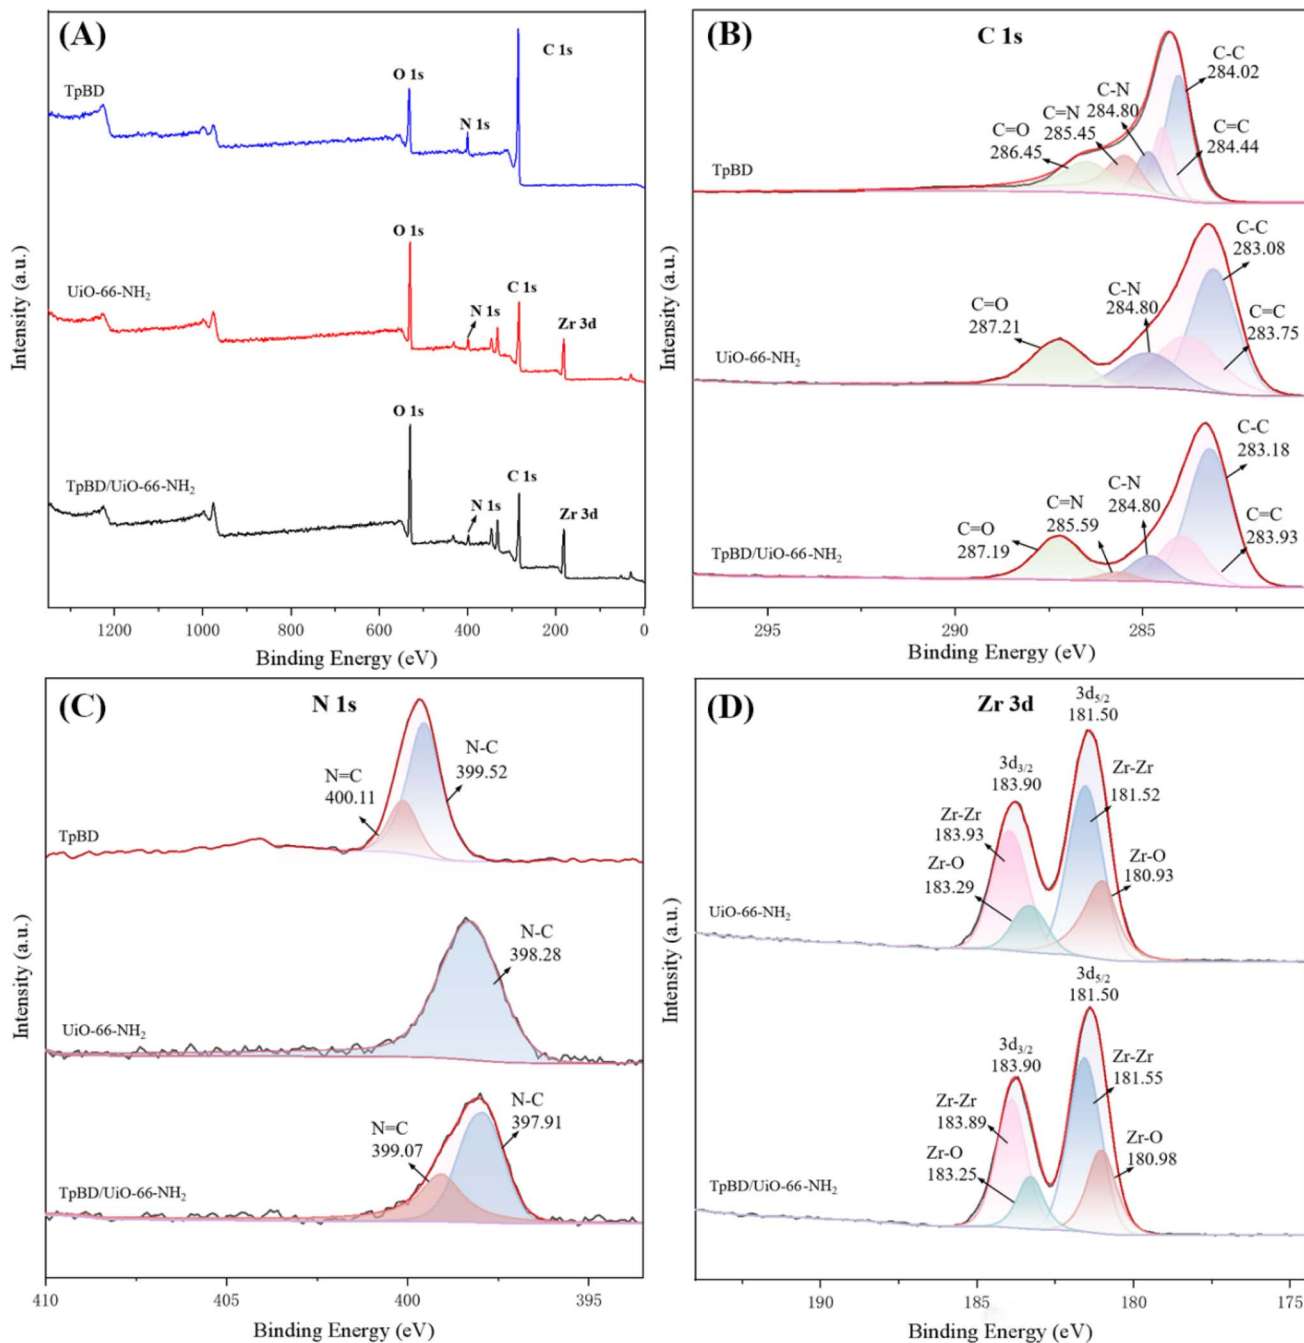 (A)
C 1s
O 1s
TpBD
N 1s
O 1s
C 1s
UiO-66-NH₂
N 1s
Zr 3d
O 1s
C 1s
TpBD/UiO-66-NH₂
N 1s
Zr 3d
Intensity (a.u.)
1200 1000 800 600 400 200 0
Binding Energy (eV)
(B)
C 1s
C-C
284.02
C-N
284.80
C=N
285.45
C=O
286.45
C=C
284.44
TpBD
C-C
283.08
C-N
284.80
C=O
287.21
C=C
283.75
UiO-66-NH₂
C-C
283.18
C-N
284.80
C=N
285.59
C=O
287.19
C=C
283.93
TpBD/UiO-66-NH₂
Intensity (a.u.)
295 290 285
Binding Energy (eV)
(C)
N 1s
N-C
399.52
N=C
400.11
TpBD
N-C
398.28
UiO-66-NH₂
N-C
397.91
N=C
399.07
TpBD/UiO-66-NH₂
Intensity (a.u.)
410 405 400 395
Binding Energy (eV)
(D)
Zr 3d
3d5/2
181.50
3d3/2
183.90
Zr-Zr
181.52
Zr-Zr
183.93
Zr-O
183.29
Zr-O
180.93
UiO-66-NH₂
3d5/2
181.50
3d3/2
183.90
Zr-Zr
181.55
Zr-Zr
183.89
Zr-O
183.25
Zr-O
180.98
TpBD/UiO-66-NH₂
Intensity (a.u.)
190 185 180 175
Binding Energy (eV)